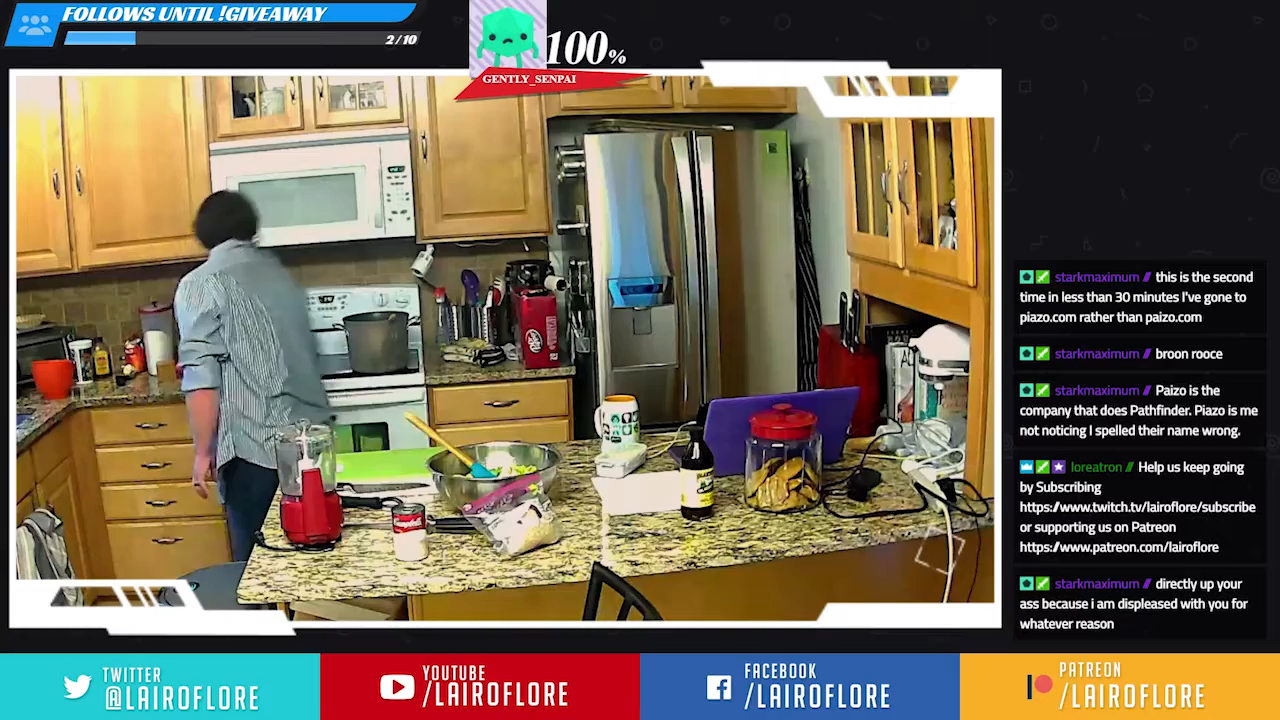 FOLLOWS UNTIL !GIVEAWAY
2/10
100%
GENTLY_SENPAI
Campbell's
starkmaximum // this is the second
time in less than 30 minutes I've gone to
piazo.com rather than paizo.com
starkmaximum // broon rooce
starkmaximum // Paizo is the
company that does Pathfinder. Piazo is me
not noticing I spelled their name wrong.
loreatron // Help us keep going
by Subscribing
https://www.twitch.tv/lairoflore/subscribe
or supporting us on Patreon
https://www.patreon.com/lairoflore
starkmaximum // directly up your
ass because i am displeased with you for
whatever reason
TWITTER
@LAIROFLORE
YOUTUBE
/LAIROFLORE
FACEBOOK
/LAIROFLORE
PATREON
/LAIROFLORE